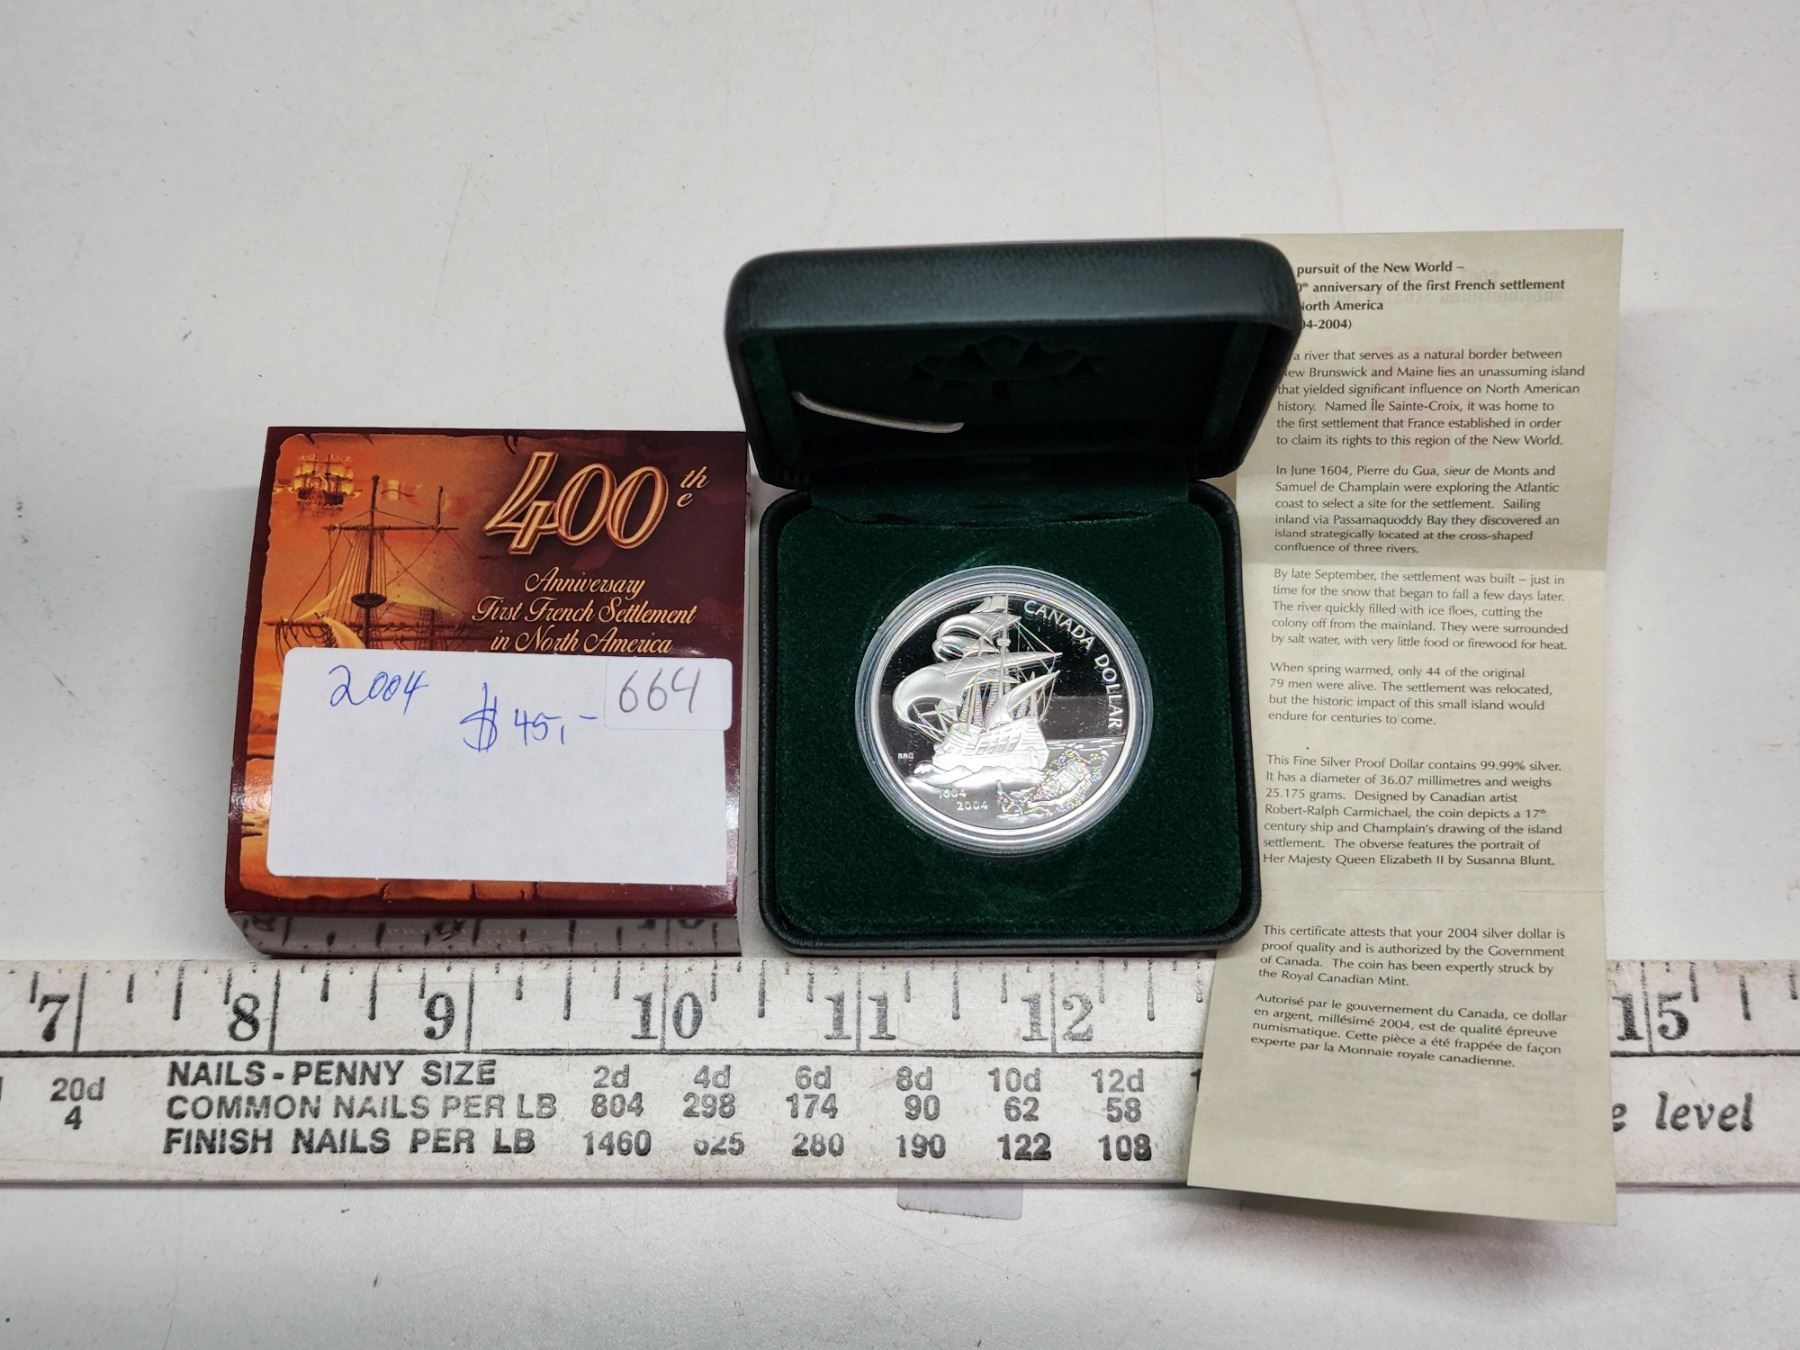 400th
e
Anniversary
First French Settlement
in North America
2004
$ 45,-
664
CANADA DOLLAR
RRC
1604
2004
pursuit of the New World –
0th anniversary of the first French settlement
North America
04-2004)
a river that serves as a natural border between
New Brunswick and Maine lies an unassuming island
that yielded significant influence on North American
history. Named Île Sainte-Croix, it was home to
the first settlement that France established in order
to claim its rights to this region of the New World.
In June 1604, Pierre du Gua, sieur de Monts and
Samuel de Champlain were exploring the Atlantic
coast to select a site for the settlement. Sailing
inland via Passamaquoddy Bay they discovered an
island strategically located at the cross-shaped
confluence of three rivers.
By late September, the settlement was built – just in
time for the snow that began to fall a few days later.
The river quickly filled with ice floes, cutting the
colony off from the mainland. They were surrounded
by salt water, with very little food or firewood for heat.
When spring warmed, only 44 of the original
79 men were alive. The settlement was relocated,
but the historic impact of this small island would
endure for centuries to come.
This Fine Silver Proof Dollar contains 99.99% silver.
It has a diameter of 36.07 millimetres and weighs
25.175 grams. Designed by Canadian artist
Robert-Ralph Carmichael, the coin depicts a 17th
century ship and Champlain's drawing of the island
settlement. The obverse features the portrait of
Her Majesty Queen Elizabeth II by Susanna Blunt.
This certificate attests that your 2004 silver dollar is
proof quality and is authorized by the Government
of Canada. The coin has been expertly struck by
the Royal Canadian Mint.
Autorisé par le gouvernement du Canada, ce dollar
en argent, millésimé 2004, est de qualité épreuve
numismatique. Cette pièce a été frappée de façon
experte par la Monnaie royale canadienne.
7 8 9 10 11 12 15
NAILS - PENNY SIZE 2d 4d 6d 8d 10d 12d
20d COMMON NAILS PER LB 804 298 174 90 62 58
4 FINISH NAILS PER LB 1460 625 280 190 122 108
e level